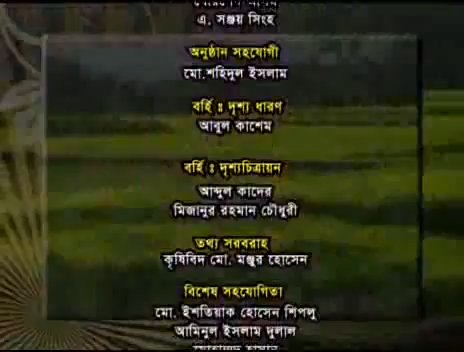 এ. সঞ্জয় সিংহ
অনুষ্ঠান সহযোগী
মো.শহিদুল ইসলাম
বর্হি ঃ দৃশ্য ধারণ
আবুল কাশেম
বর্হি ঃ দৃশ্যচিত্রায়ন
আব্দুল কাদের
মিজানুর রহমান চৌধুরী
তথ্য সরবরাহ
কৃষিবিদ মো. মঞ্জুর হোসেন
বিশেষ সহযোগিতা
মো. ইশতিয়াক হোসেন শিপলু
আমিনুল ইসলাম দুলাল